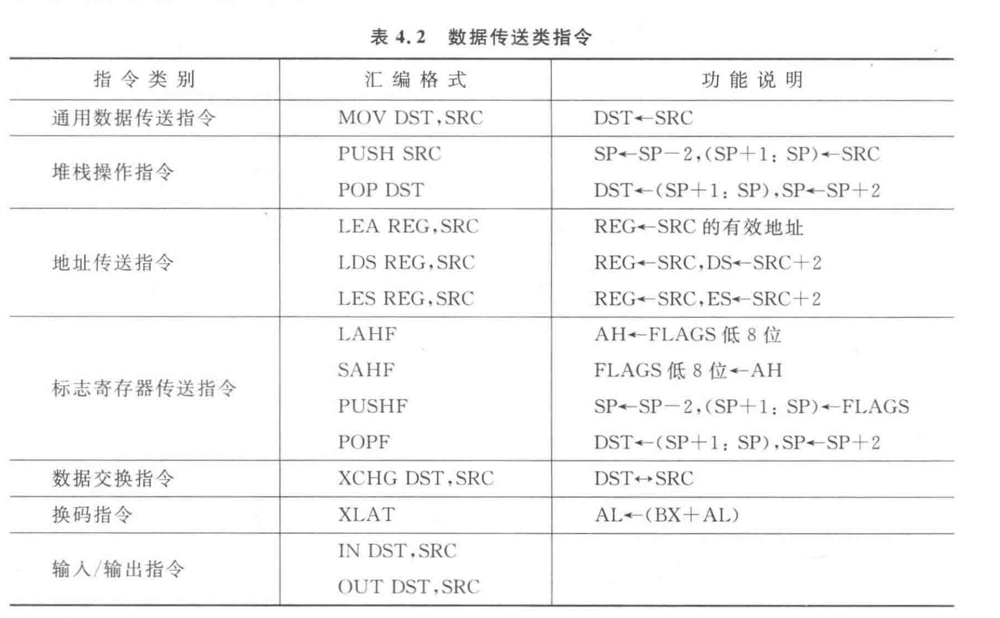 表 4.2 数据传送类指令
指令类别 汇编格式 功能说明
通用数据传送指令 MOV DST,SRC DST←SRC
堆栈操作指令 PUSH SRC SP←SP－2,(SP＋1: SP)←SRC
POP DST DST←(SP＋1: SP),SP←SP＋2
地址传送指令 LEA REG,SRC REG←SRC 的有效地址
LDS REG,SRC REG←SRC,DS←SRC＋2
LES REG,SRC REG←SRC,ES←SRC＋2
标志寄存器传送指令 LAHF AH←FLAGS 低 8 位
SAHF FLAGS 低 8 位←AH
PUSHF SP←SP－2,(SP＋1: SP)←FLAGS
POPF DST←(SP＋1: SP),SP←SP＋2
数据交换指令 XCHG DST,SRC DST↔SRC
换码指令 XLAT AL←(BX＋AL)
输入/输出指令 IN DST,SRC
OUT DST,SRC